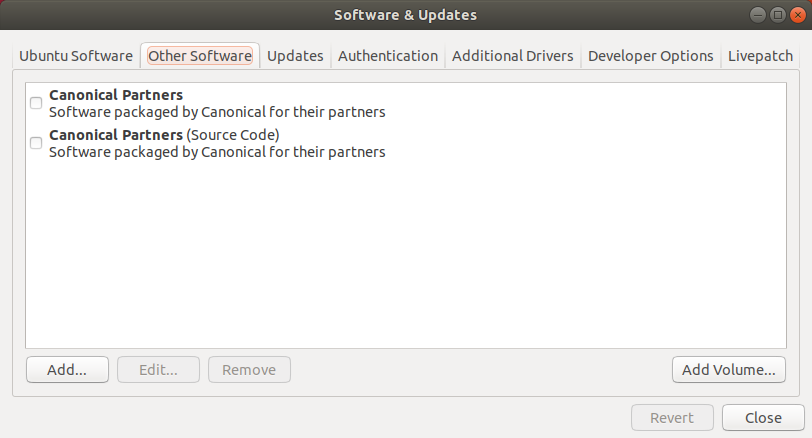 Software & Updates
Ubuntu Software Other Software Updates Authentication Additional Drivers Developer Options Livepatch
Canonical Partners
Software packaged by Canonical for their partners
Canonical Partners (Source Code)
Software packaged by Canonical for their partners
Add... Edit... Remove Add Volume...
Revert Close